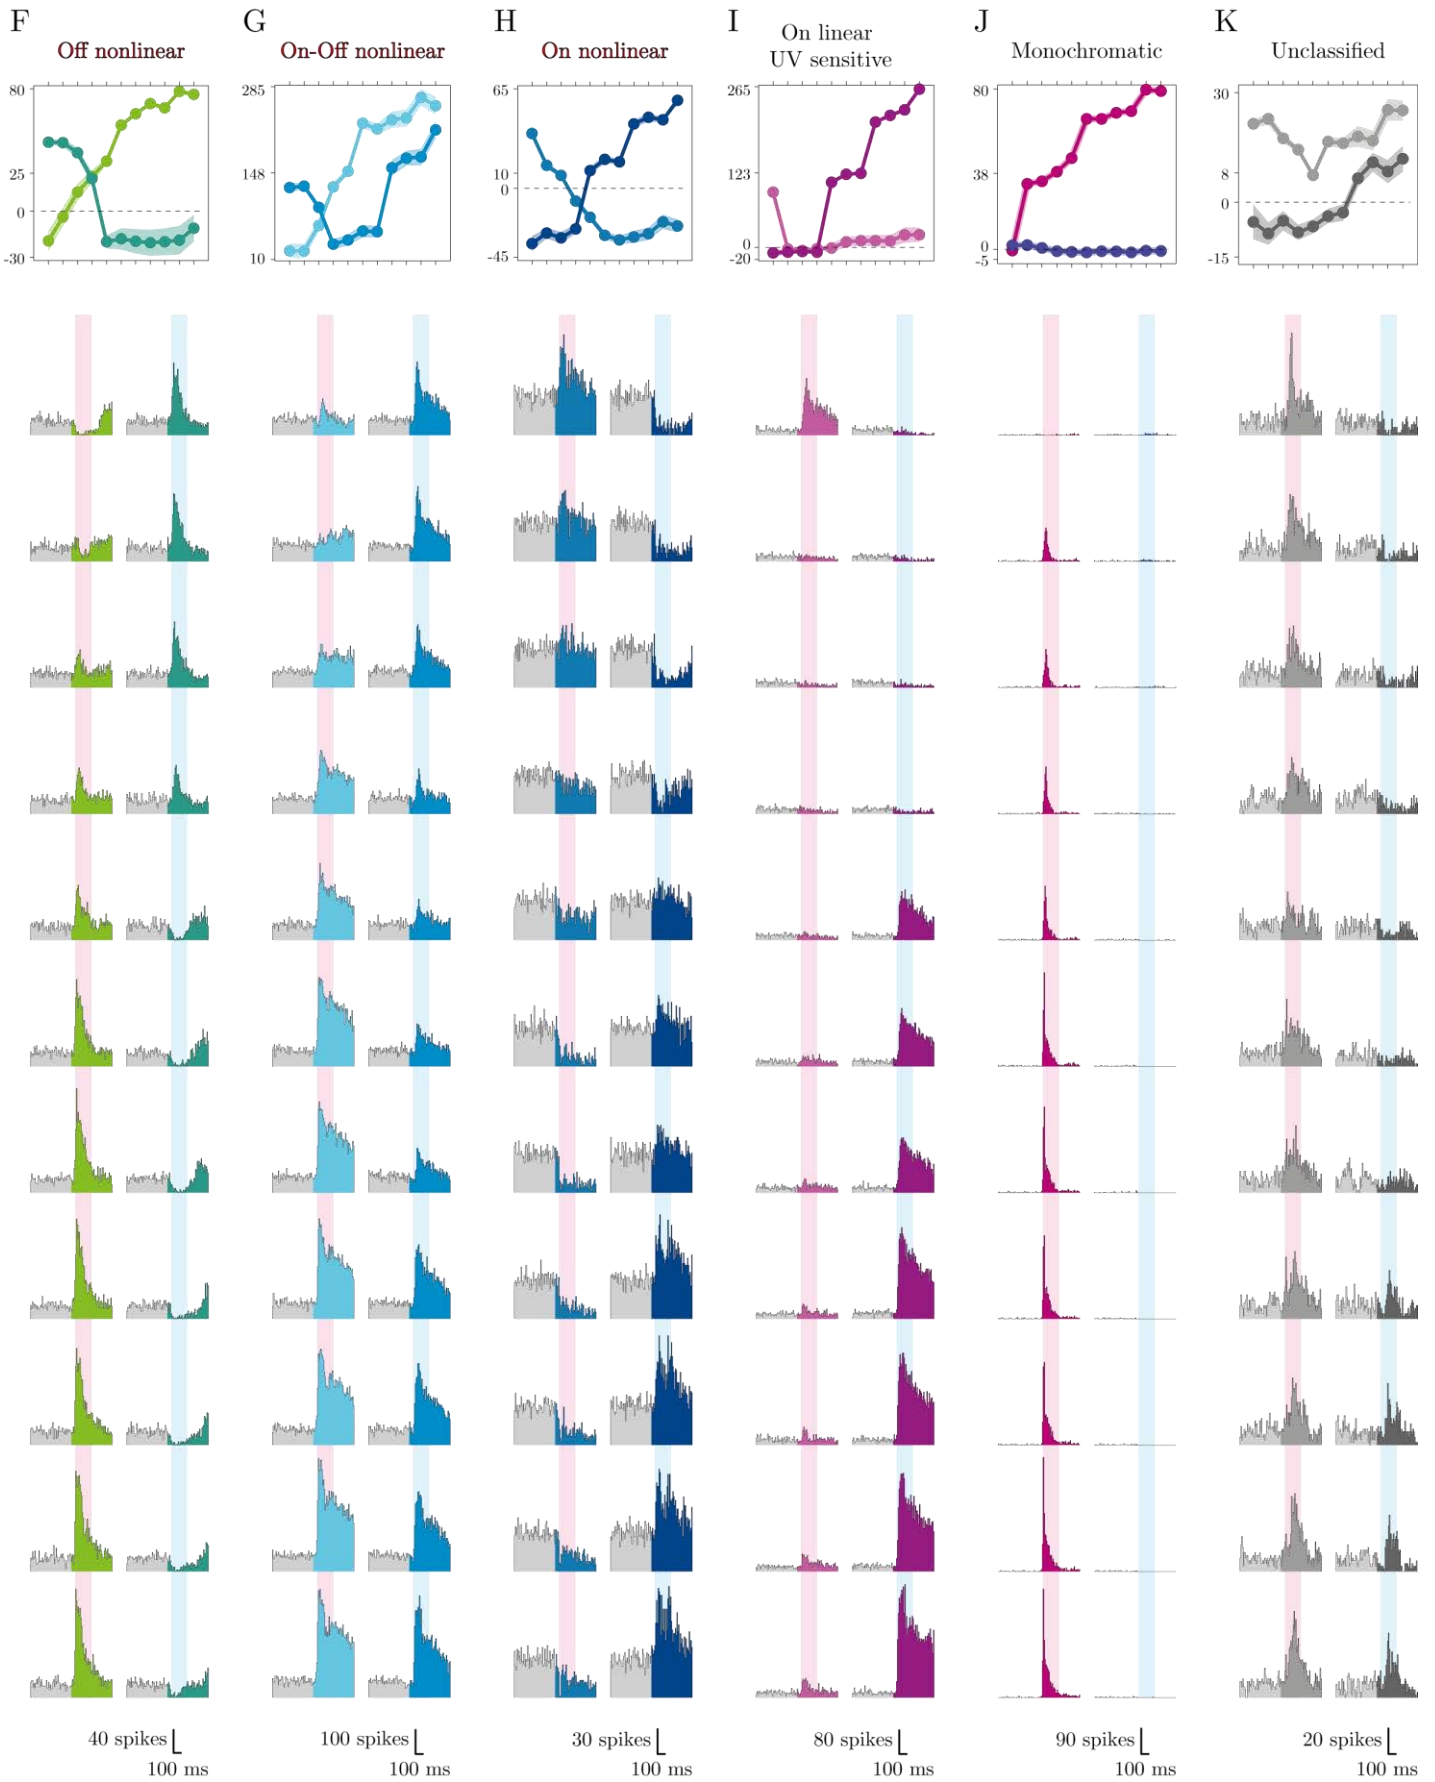 F
Off nonlinear
80
25
0
-30
40 spikes
100 ms
G
On-Off nonlinear
285
148
10
100 spikes
100 ms
H
On nonlinear
65
10
0
-45
30 spikes
100 ms
I
On linear
UV sensitive
265
123
0
-20
80 spikes
100 ms
J
Monochromatic
80
38
0
-5
90 spikes
100 ms
K
Unclassified
30
8
0
-15
20 spikes
100 ms